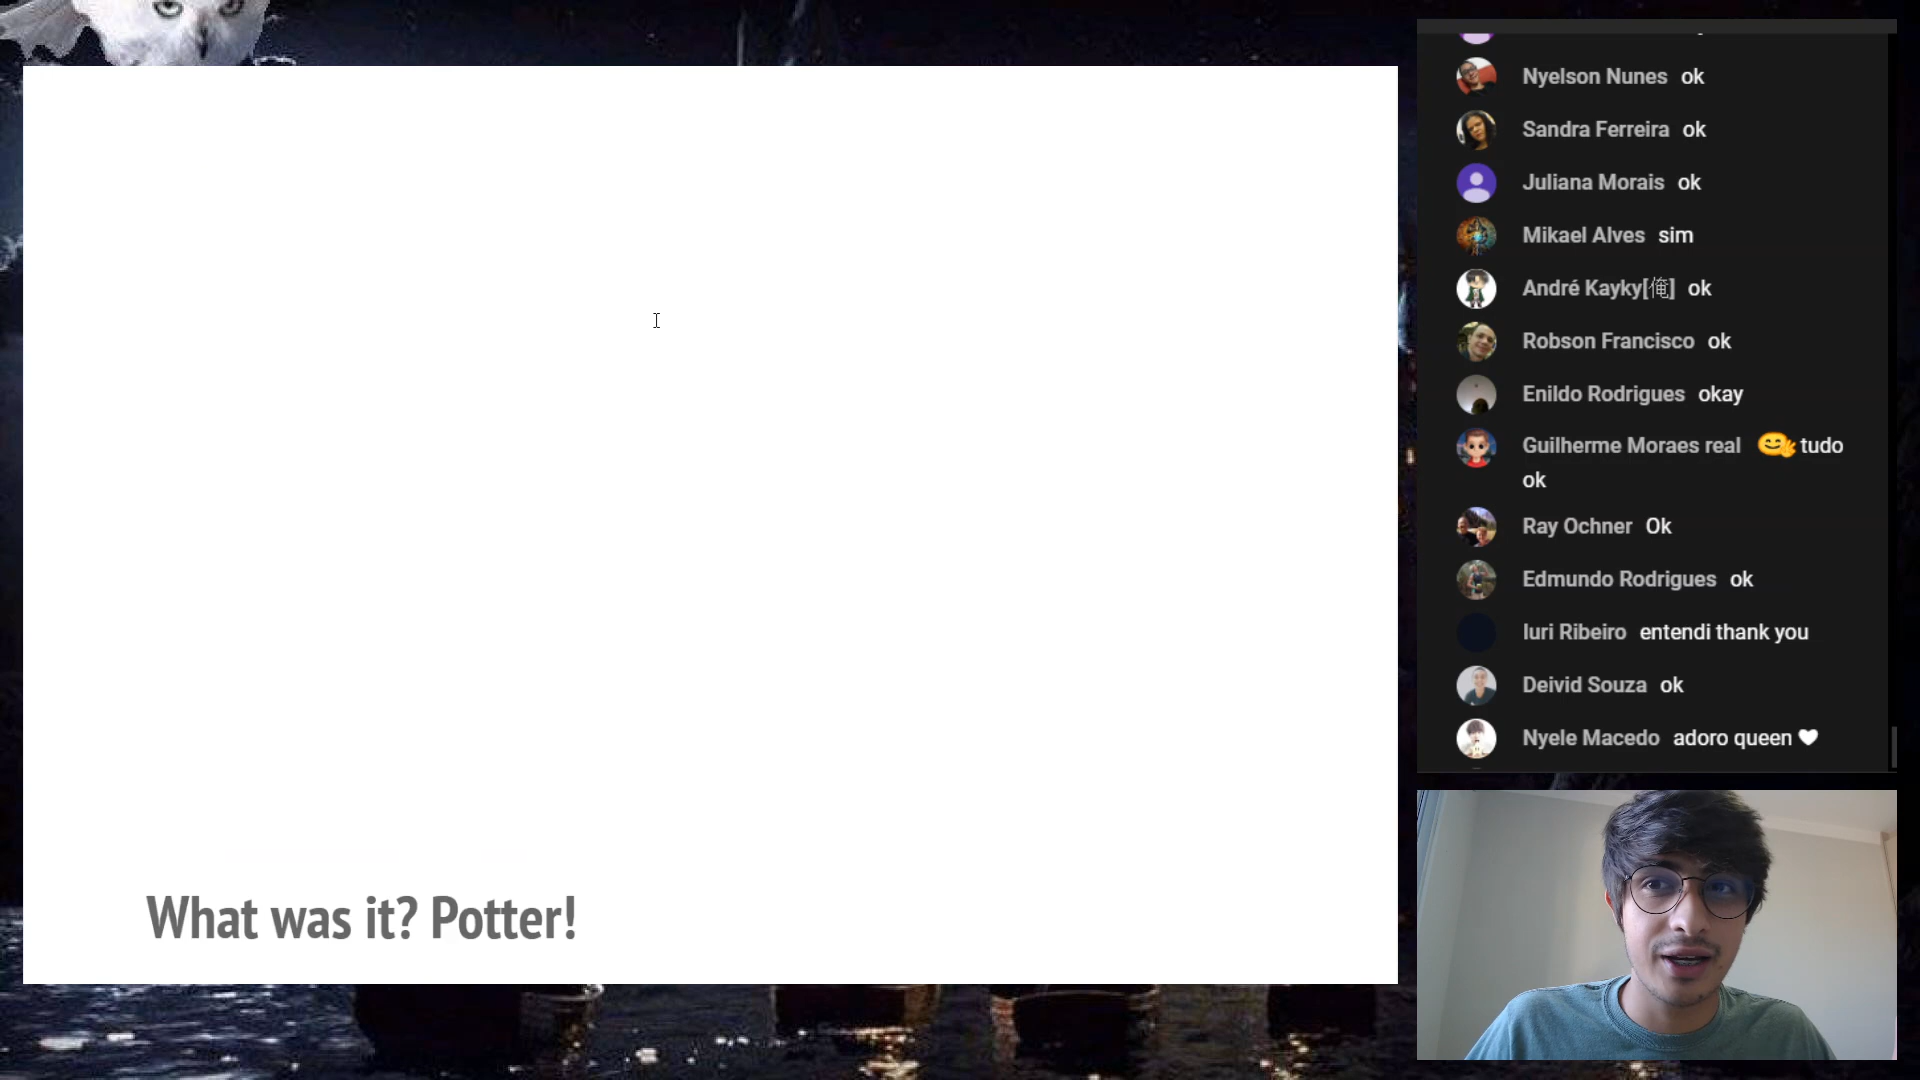 What was it? Potter!
Nyelson Nunes ok
Sandra Ferreira ok
Juliana Morais ok
Mikael Alves sim
André Kayky[俺] ok
Robson Francisco ok
Enildo Rodrigues okay
Guilherme Moraes real 🤗 tudo
ok
Ray Ochner Ok
Edmundo Rodrigues ok
Iuri Ribeiro entendi thank you
Deivid Souza ok
Nyele Macedo adoro queen 🤍